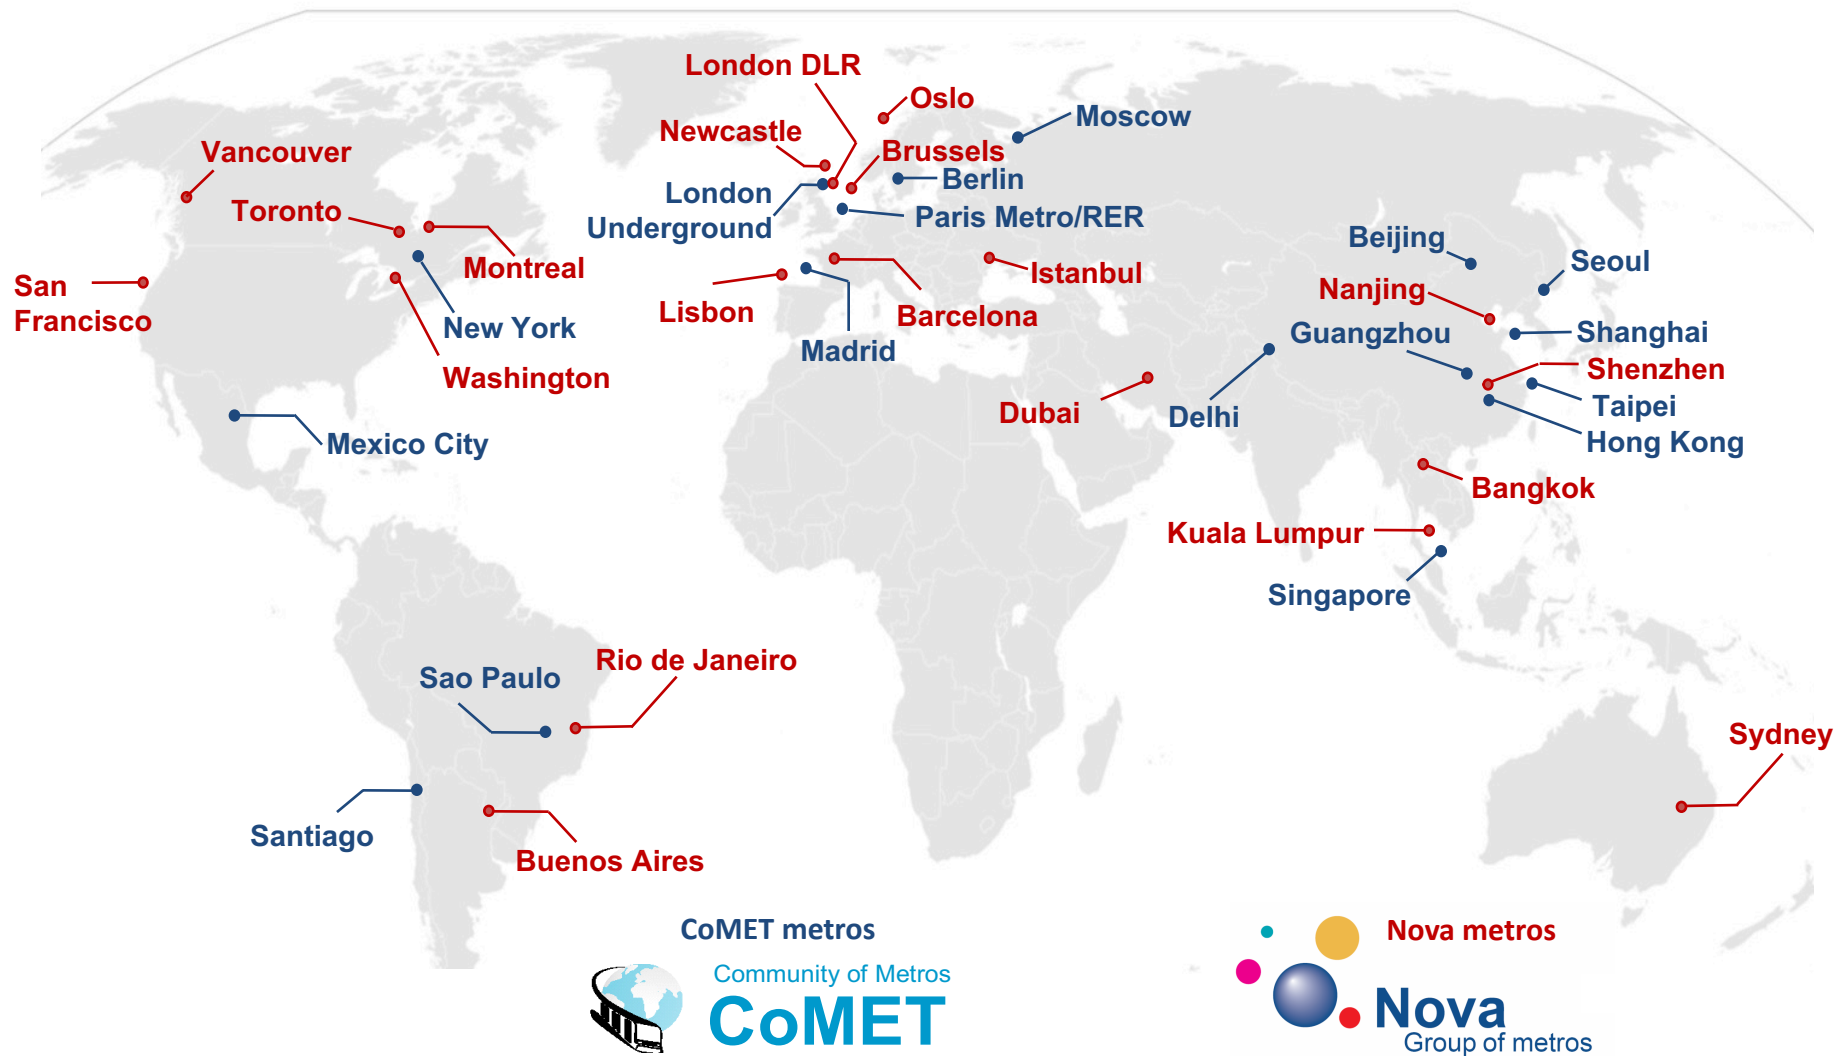 London DLR
Oslo
Moscow
Newcastle
Vancouver
Brussels
Berlin
London
Underground
Toronto
Paris Metro/RER
Beijing
Seoul
Montreal
Istanbul
San
Francisco
Nanjing
Lisbon
Barcelona
New York
Guangzhou
Shanghai
Madrid
Shenzhen
Washington
Dubai
Delhi
Taipei
Mexico City
Hong Kong
Bangkok
Kuala Lumpur
Singapore
Rio de Janeiro
Sao Paulo
Sydney
Santiago
Buenos Aires
CoMET metros
Nova metros
Community of Metros
CoMET
Nova
Group of metros